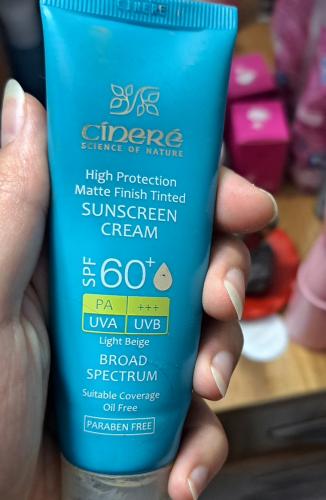 CINERE
cineré
SCIENCE OF NATURE
High Protection
Matte Finish Tinted
SUNSCREEN
CREAM
SPF 60+
PA +++
UVA UVB
Light Beige
BROAD
SPECTRUM
Suitable Coverage
Oil Free
PARABEN FREE